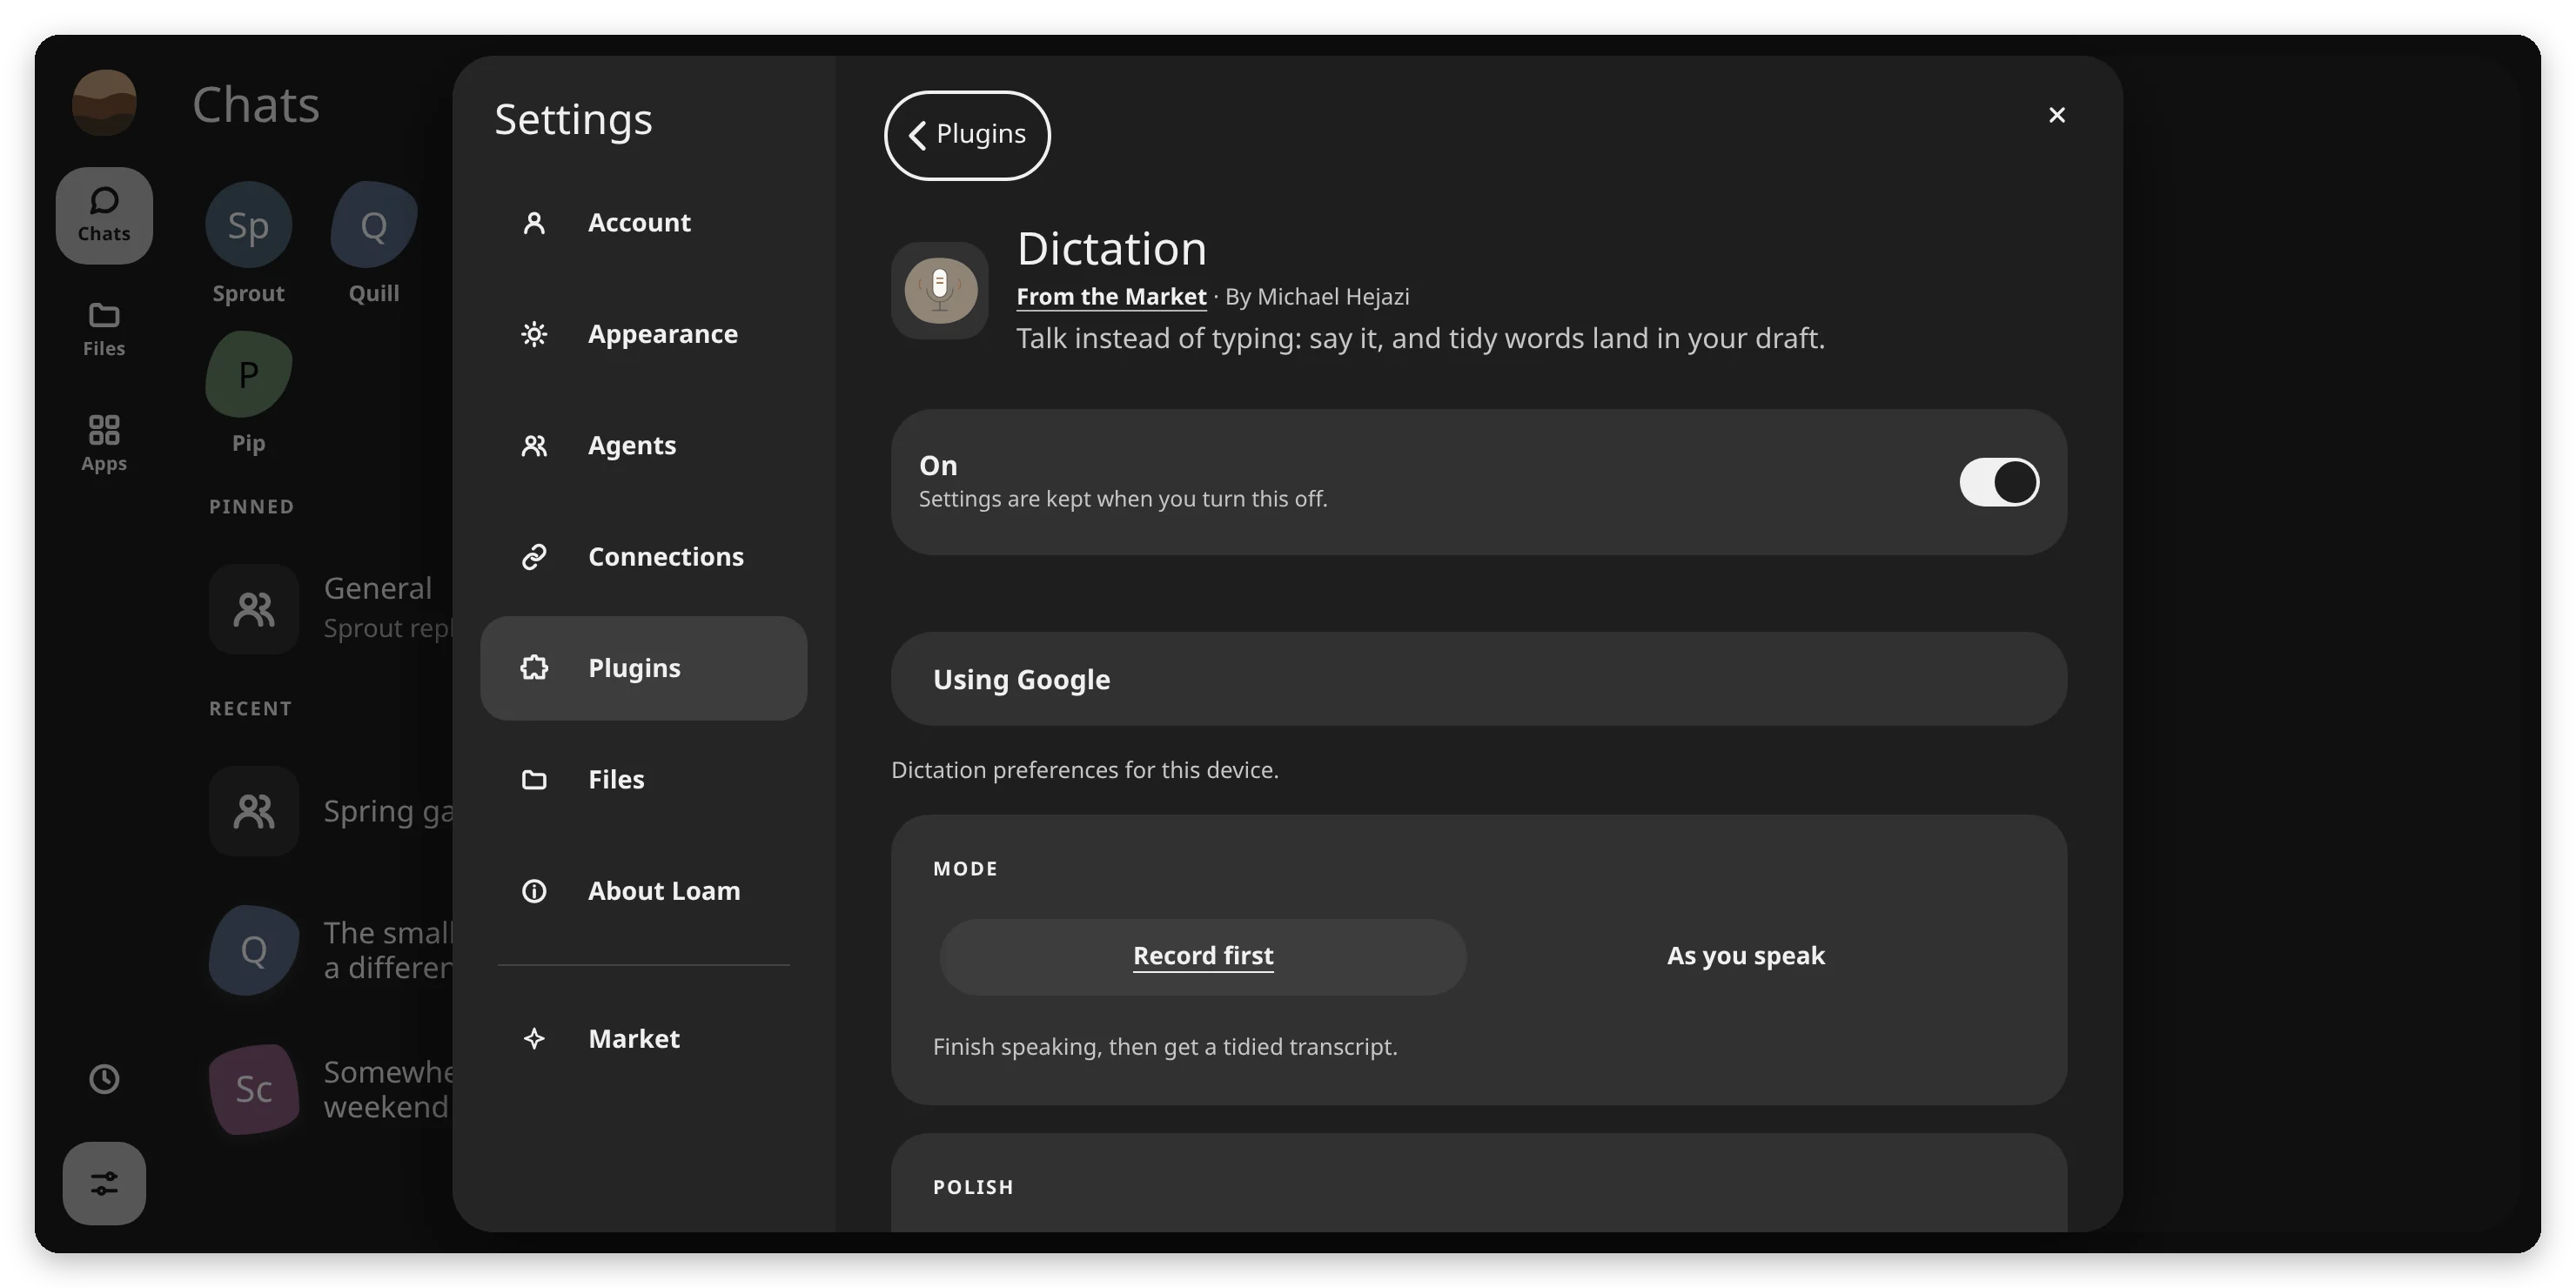 Chats
Chats
Files
Apps
Sp
Q
Sprout
Quill
P
Pip
PINNED
General
Sprout repl
RECENT
Spring ga
Q
The small
a differen
Sc
Somewhe
weekend
Settings
Account
Appearance
Agents
Connections
Plugins
Files
About Loam
Market
Plugins
Dictation
From the Market · By Michael Hejazi
Talk instead of typing: say it, and tidy words land in your draft.
On
Settings are kept when you turn this off.
Using Google
Dictation preferences for this device.
MODE
Record first
As you speak
Finish speaking, then get a tidied transcript.
POLISH